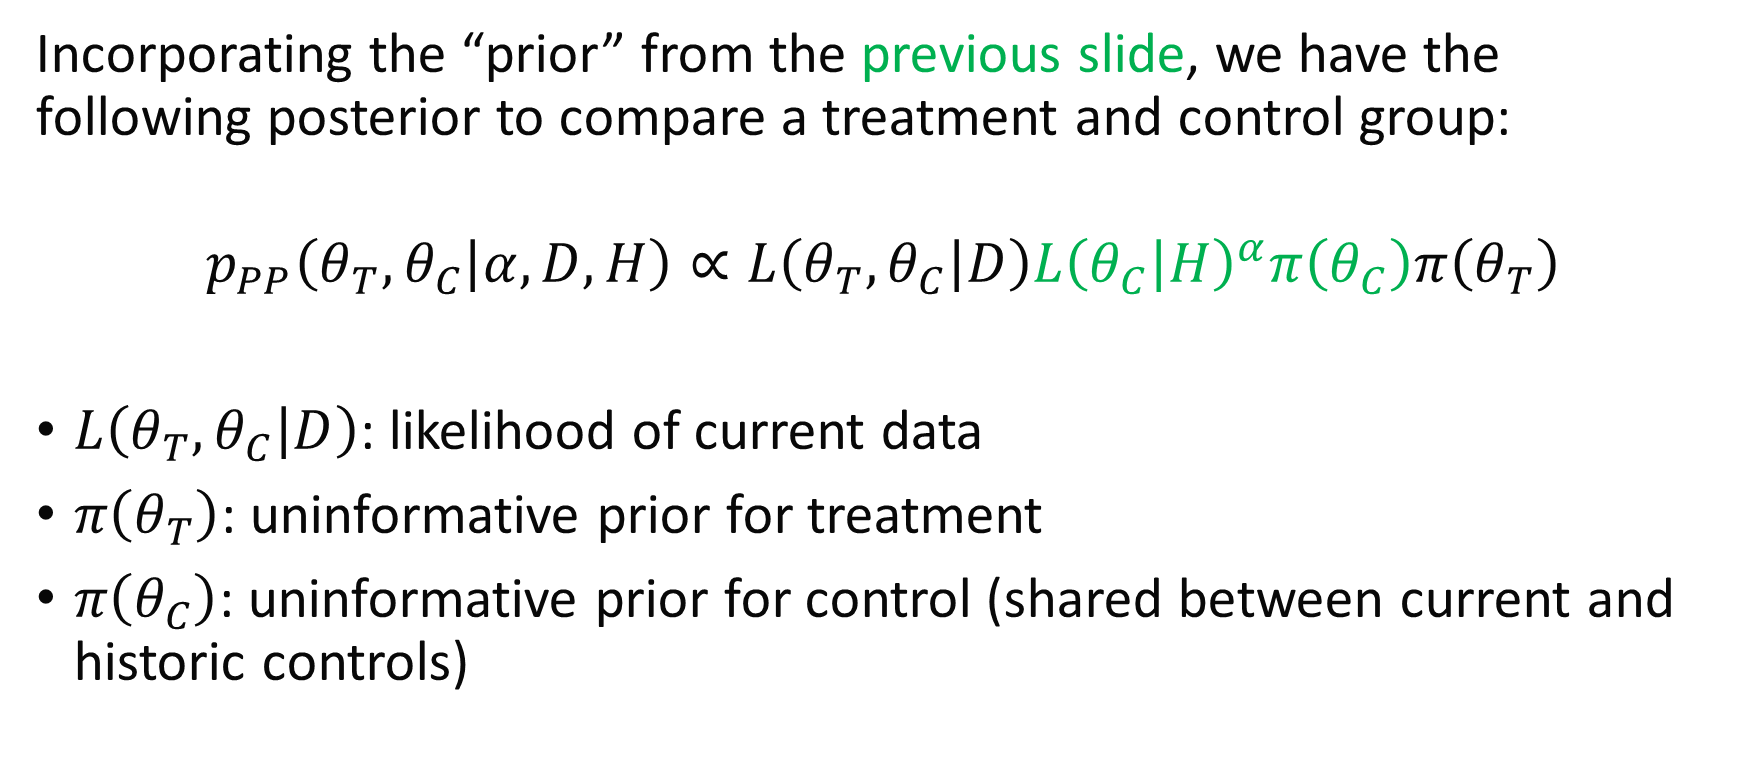 Incorporating the “prior” from the previous slide, we have the
following posterior to compare a treatment and control group:
p_{PP}(θ_T, θ_C|α, D, H) ∝ L(θ_T, θ_C|D)L(θ_C|H)^α π(θ_C)π(θ_T)
• L(θ_T, θ_C|D): likelihood of current data
• π(θ_T): uninformative prior for treatment
• π(θ_C): uninformative prior for control (shared between current and
historic controls)